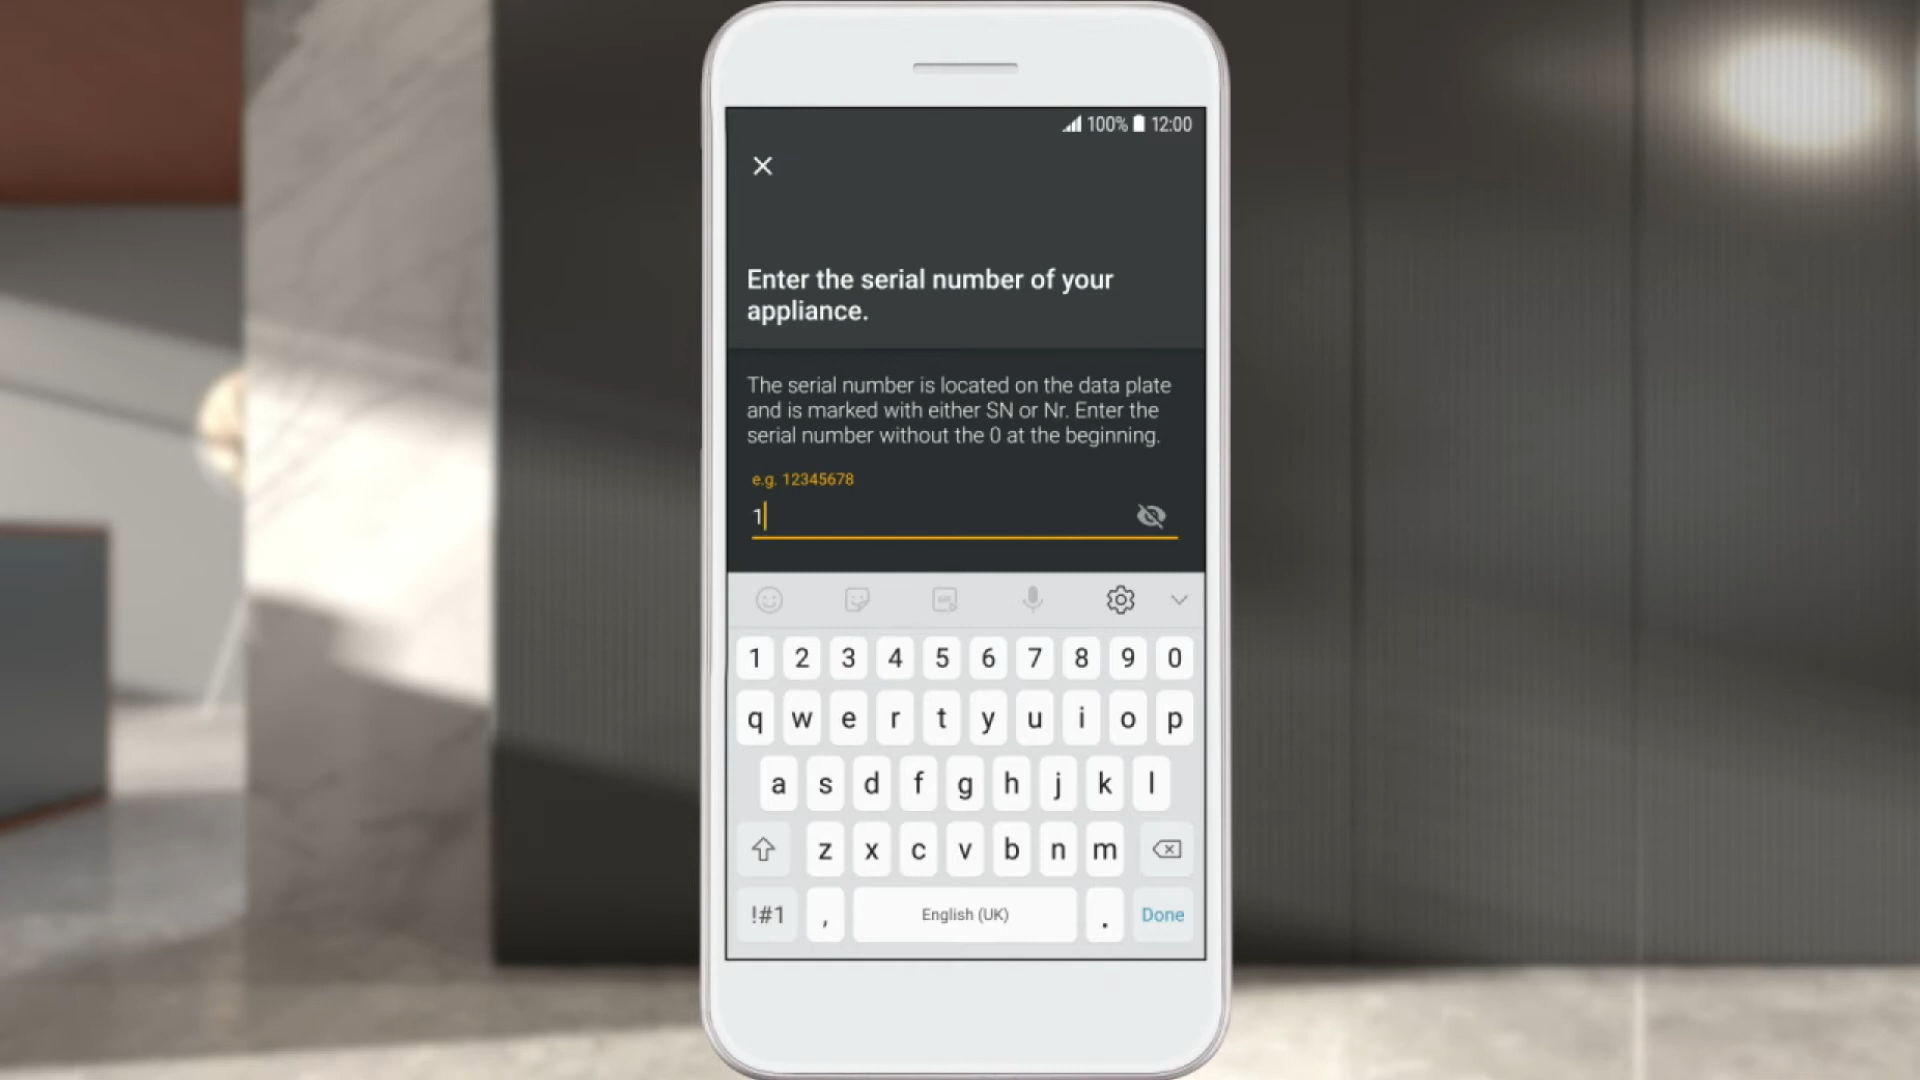 100% 12:00
Enter the serial number of your
appliance.
The serial number is located on the data plate
and is marked with either SN or Nr. Enter the
serial number without the 0 at the beginning.
e.g. 12345678
1
1 2 3 4 5 6 7 8 9 0
q w e r t y u i o p
a s d f g h j k l
z x c v b n m
!#1 , English (UK) . Done